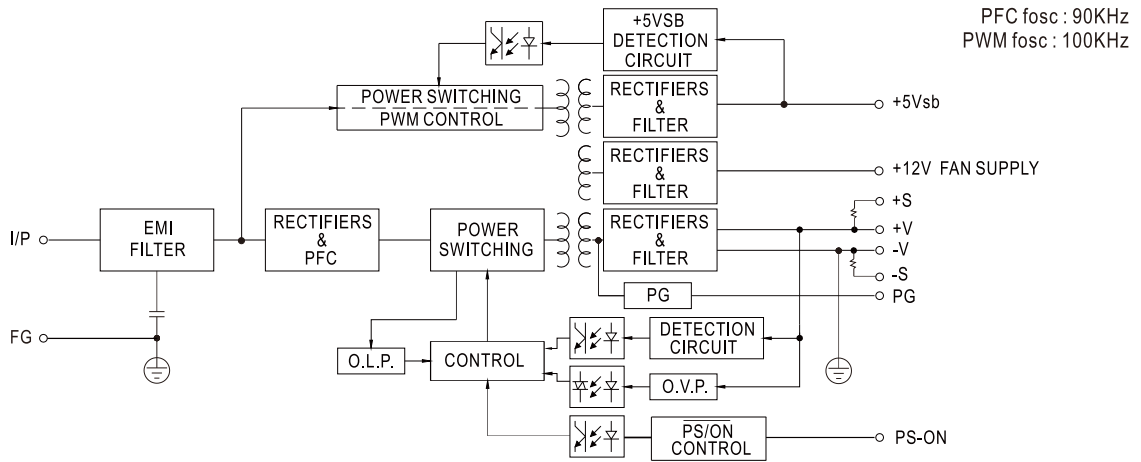 PFC fosc : 90KHz
PWM fosc : 100KHz
+5VSB
DETECTION
CIRCUIT
POWER SWITCHING
PWM CONTROL
RECTIFIERS
&
FILTER
+5Vsb
RECTIFIERS
&
FILTER
+12V FAN SUPPLY
I/P
EMI
FILTER
RECTIFIERS
&
PFC
POWER
SWITCHING
RECTIFIERS
&
FILTER
+S
+V
-V
-S
PG
PG
FG
O.L.P.
CONTROL
DETECTION
CIRCUIT
O.V.P.
PS/ON
CONTROL
PS-ON